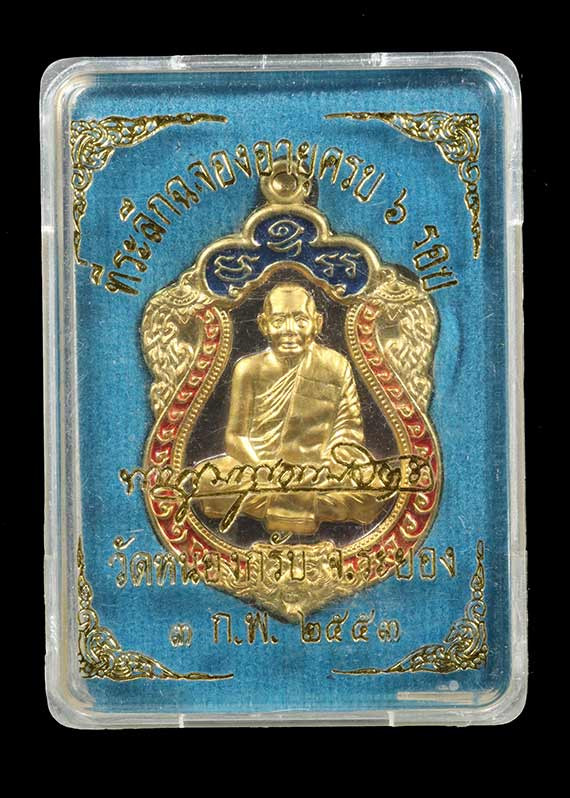 ที่ระลึกฉลองอายุครบ ๖ รอบ
วัดหนองกรับ จ.ระยอง
๓ ก.พ. ๒๕๕๓